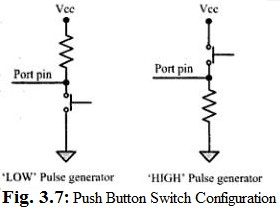 Vcc Vcc
Port pin Port pin
'LOW' Pulse generator 'HIGH' Pulse generator
Fig. 3.7: Push Button Switch Configuration